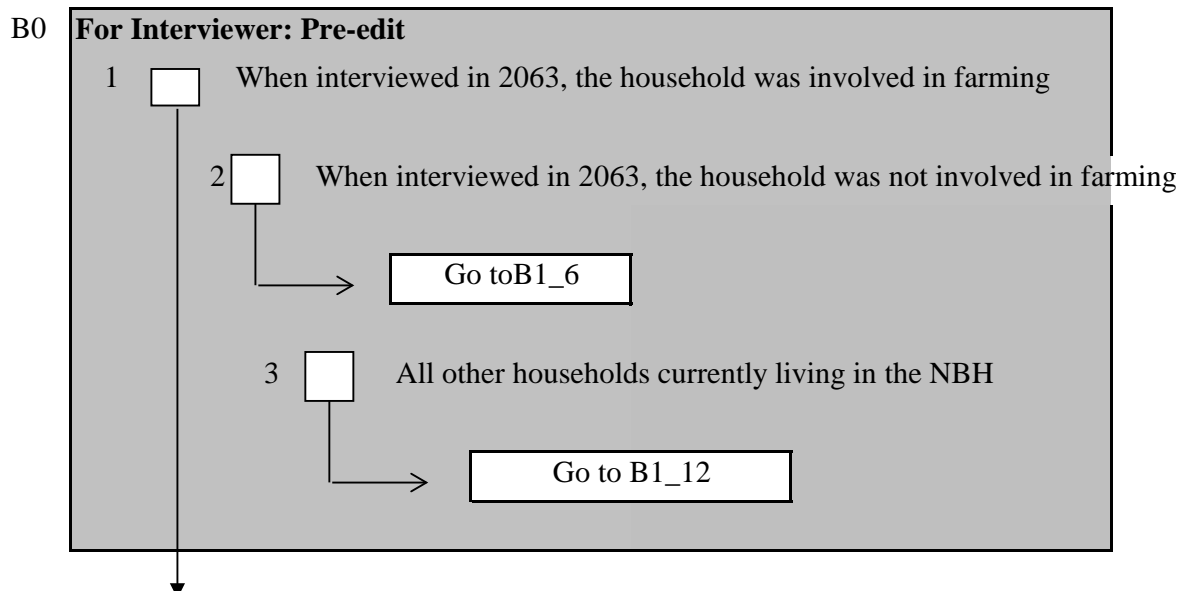 B0 For Interviewer: Pre-edit
1 When interviewed in 2063, the household was involved in farming
2 When interviewed in 2063, the household was not involved in farming
Go toB1_6
3 All other households currently living in the NBH
Go to B1_12